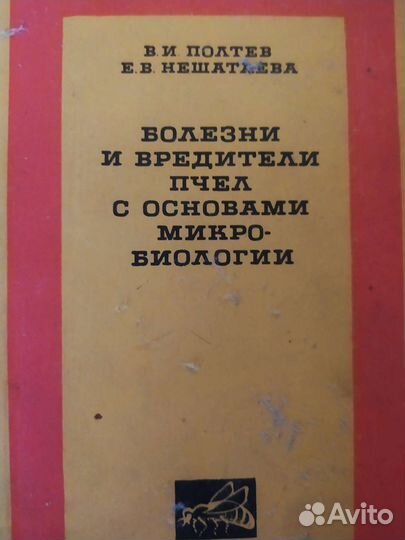 В. И. ПОЛТЕВ
Е. В. НЕШАТАЕВА
БОЛЕЗНИ
И ВРЕДИТЕЛИ
ПЧЕЛ
С ОСНОВАМИ
МИКРО-
БИОЛОГИИ
Avito